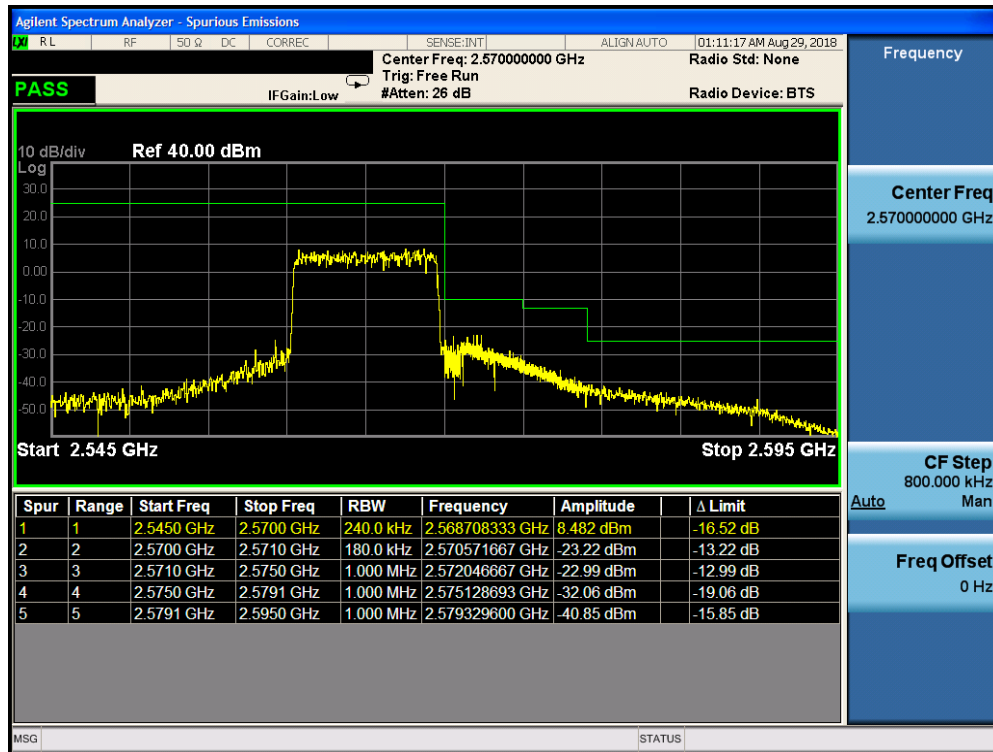 Agilent Spectrum Analyzer - Spurious Emissions
LXI RL RF 50 Ω DC CORREC SENSE:INT ALIGN AUTO 01:11:17 AM Aug 29, 2018
Center Freq: 2.570000000 GHz Radio Std: None
Trig: Free Run
PASS IFGain:Low #Atten: 26 dB Radio Device: BTS
10 dB/div Ref 40.00 dBm
Log
30.0
20.0
10.0
0.00
-10.0
-20.0
-30.0
-40.0
-50.0
Start 2.545 GHz Stop 2.595 GHz
Spur Range Start Freq Stop Freq RBW Frequency Amplitude Δ Limit
1 1 2.5450 GHz 2.5700 GHz 240.0 kHz 2.568708333 GHz 8.482 dBm -16.52 dB
2 2 2.5700 GHz 2.5710 GHz 180.0 kHz 2.570571667 GHz -23.22 dBm -13.22 dB
3 3 2.5710 GHz 2.5750 GHz 1.000 MHz 2.572046667 GHz -22.99 dBm -12.99 dB
4 4 2.5750 GHz 2.5791 GHz 1.000 MHz 2.575128693 GHz -32.06 dBm -19.06 dB
5 5 2.5791 GHz 2.5950 GHz 1.000 MHz 2.579329600 GHz -40.85 dBm -15.85 dB
MSG STATUS
Frequency
Center Freq
2.570000000 GHz
CF Step
800.000 kHz
Auto Man
Freq Offset
0 Hz